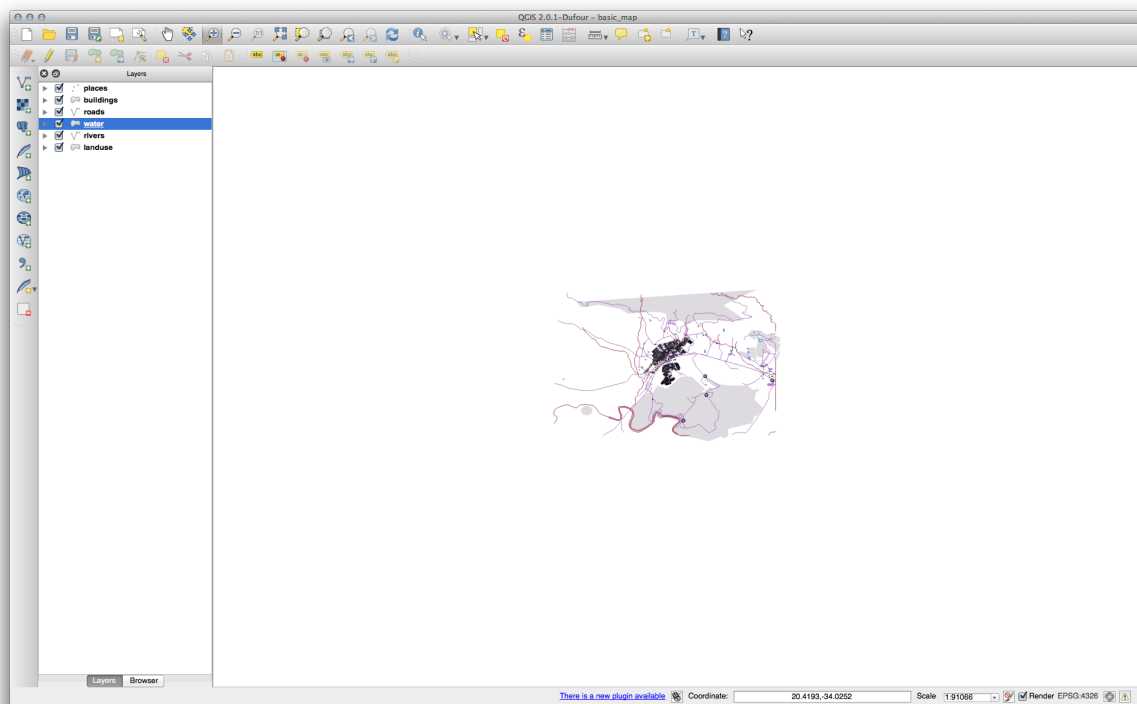 QGIS 2.0.1-Dufour - basic_map
Layers
places
buildings
roads
water
rivers
landuse
Layers Browser
There is a new plugin available Coordinate: 20.4193,-34.0252 Scale 1:91066 Render EPSG:4326